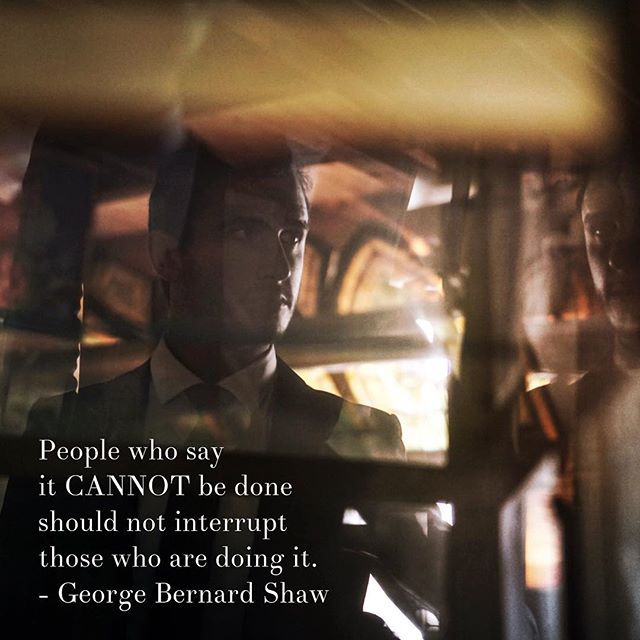 People who say
it CANNOT be done
should not interrupt
those who are doing it.
- George Bernard Shaw